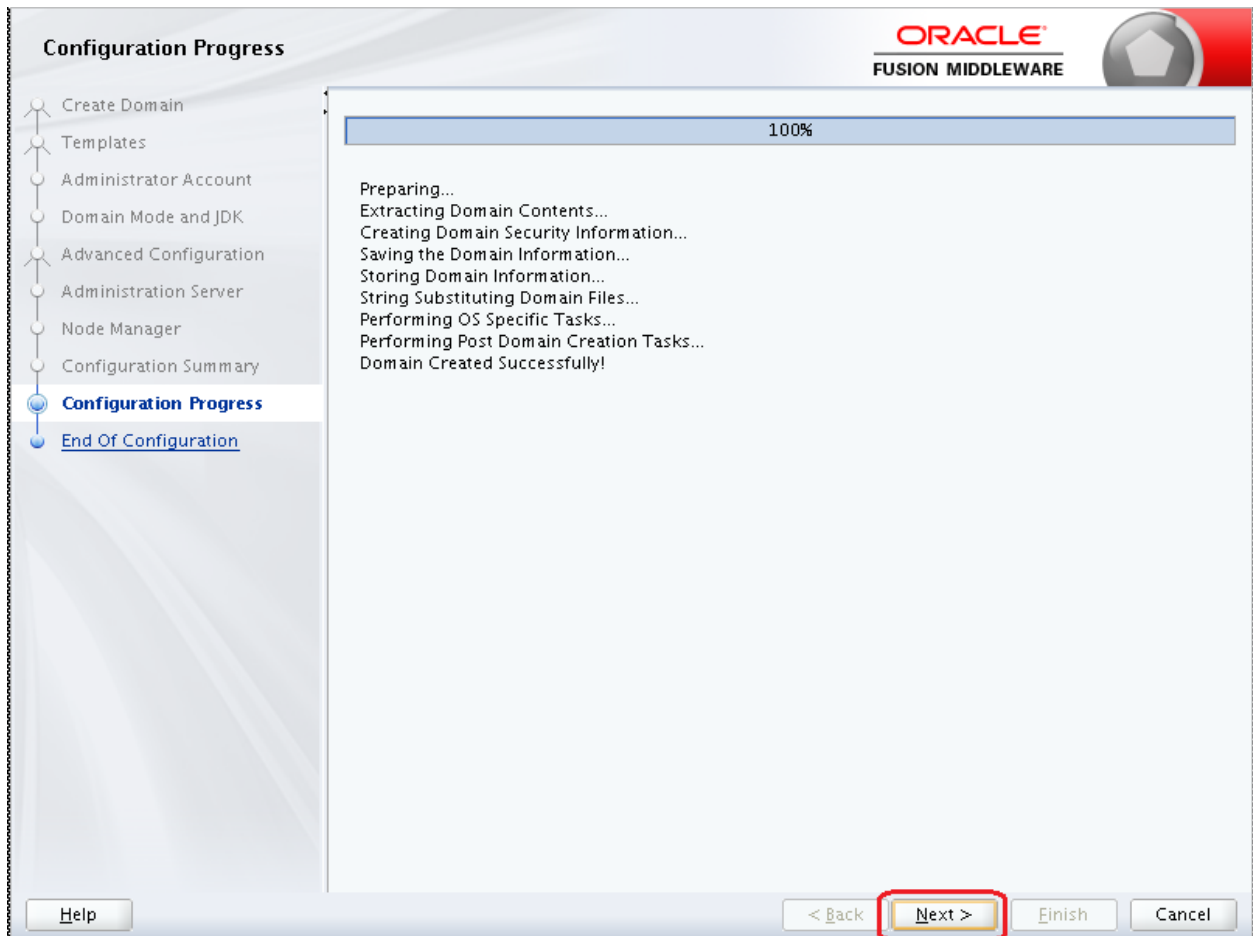 Configuration Progress
ORACLE
FUSION MIDDLEWARE
Create Domain
Templates
Administrator Account
Domain Mode and JDK
Advanced Configuration
Administration Server
Node Manager
Configuration Summary
Configuration Progress
End Of Configuration
100%
Preparing...
Extracting Domain Contents...
Creating Domain Security Information...
Saving the Domain Information...
Storing Domain Information...
String Substituting Domain Files...
Performing OS Specific Tasks...
Performing Post Domain Creation Tasks...
Domain Created Successfully!
Help
< Back
Next >
Finish
Cancel